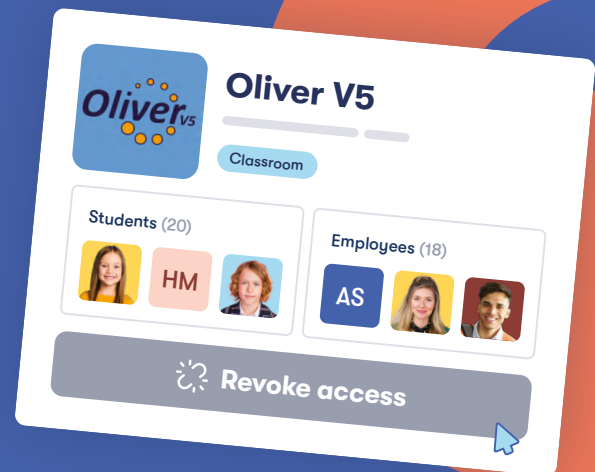 Oliver V5
Oliver V5
Classroom
Students (20)
HM
Employees (18)
AS
Revoke access